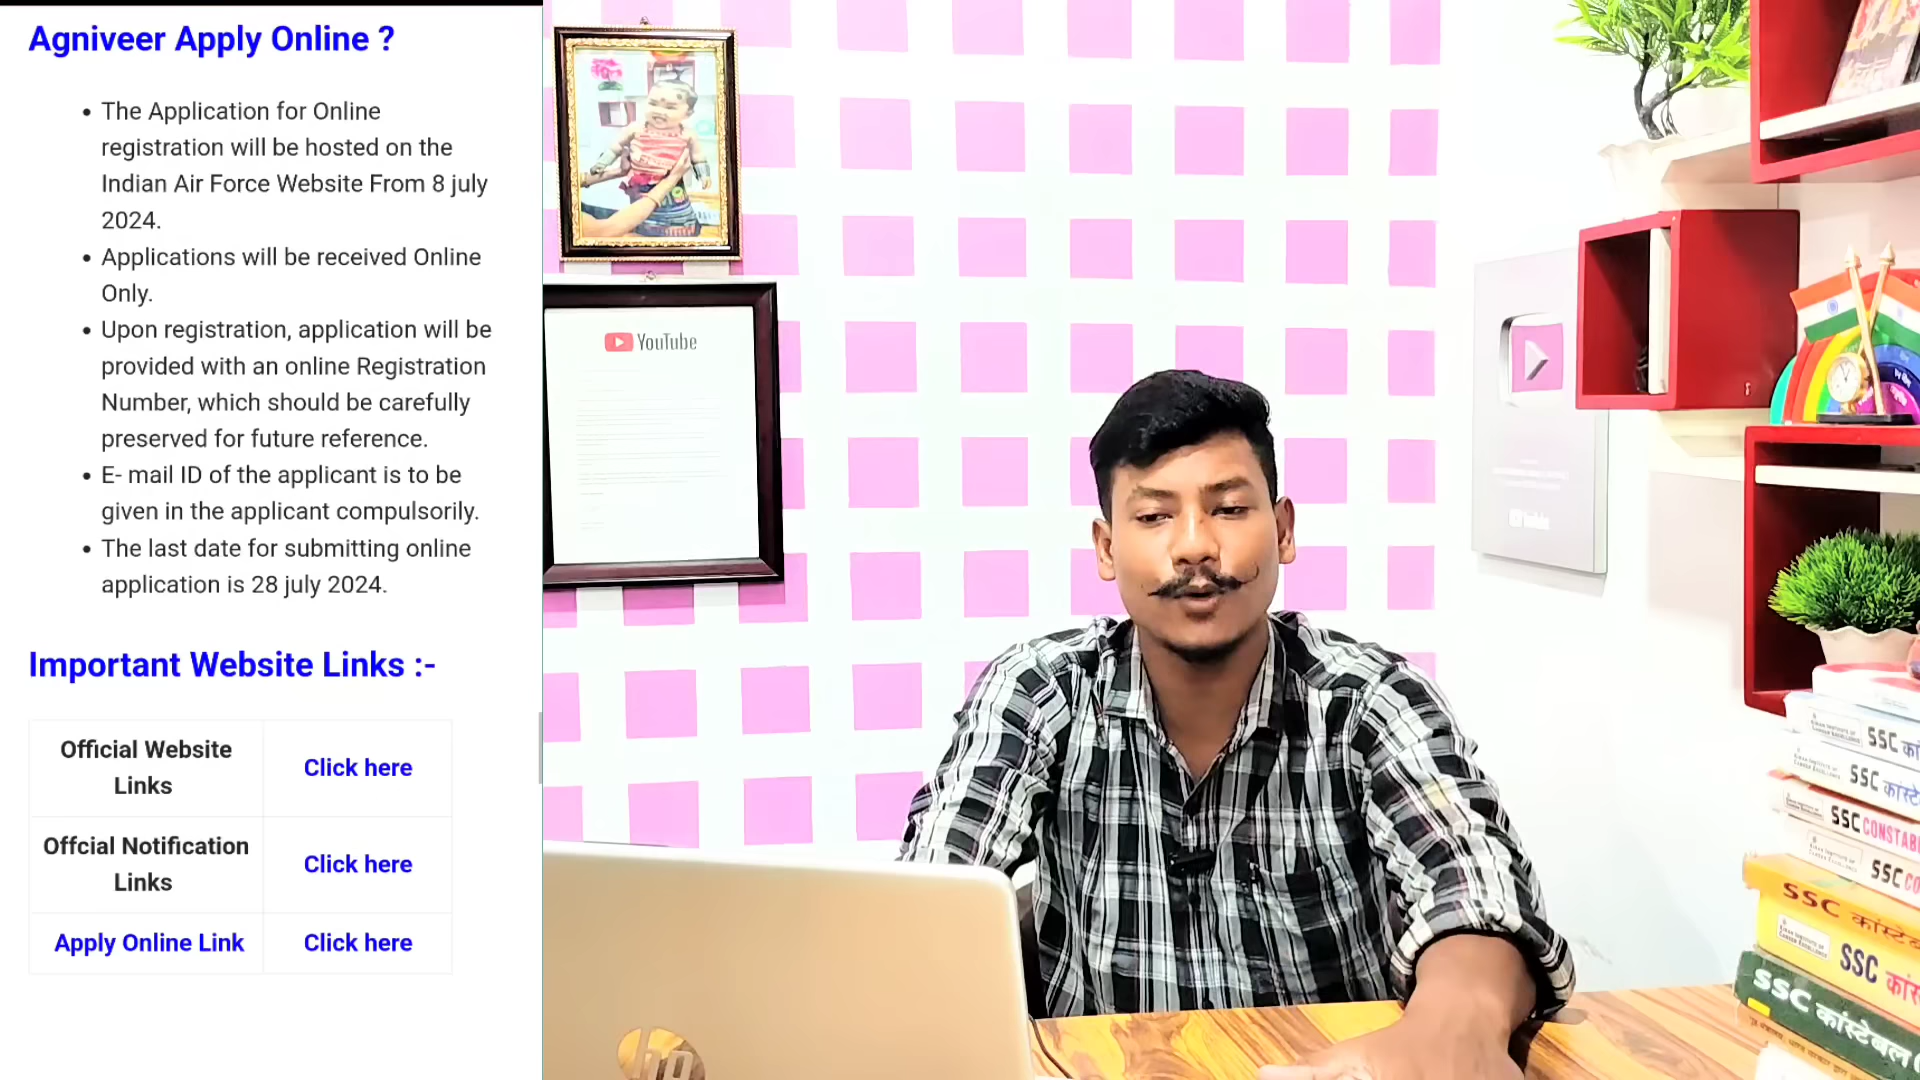 Agniveer Apply Online ?
• The Application for Online
registration will be hosted on the
Indian Air Force Website From 8 july
2024.
• Applications will be received Online
Only.
• Upon registration, application will be
provided with an online Registration
Number, which should be carefully
preserved for future reference.
• E- mail ID of the applicant is to be
given in the applicant compulsorily.
• The last date for submitting online
application is 28 july 2024.
Important Website Links :-
Official Website
Links
Click here
Offcial Notification
Links
Click here
Apply Online Link
Click here
YouTube
YouTube
hp
SSC
SSC
SSC CONSTAB
SSC CO
SSC कांस्टे
SSC
SSC कांस्टेबल